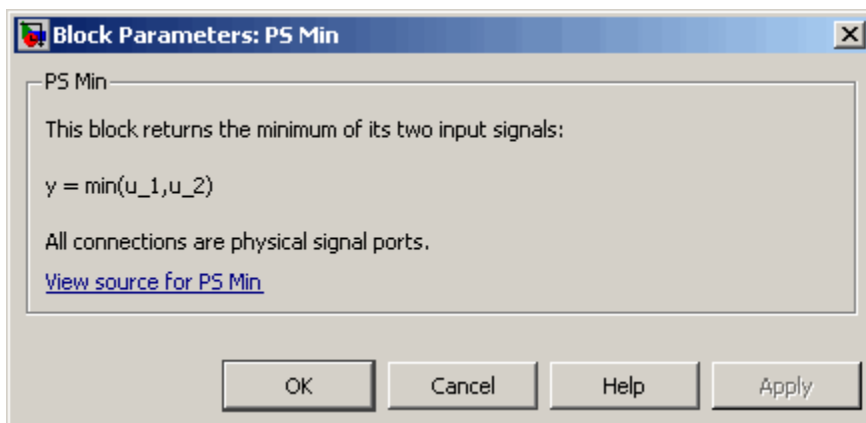 Block Parameters: PS Min
PS Min
This block returns the minimum of its two input signals:
y = min(u_1,u_2)
All connections are physical signal ports.
View source for PS Min
OK Cancel Help Apply